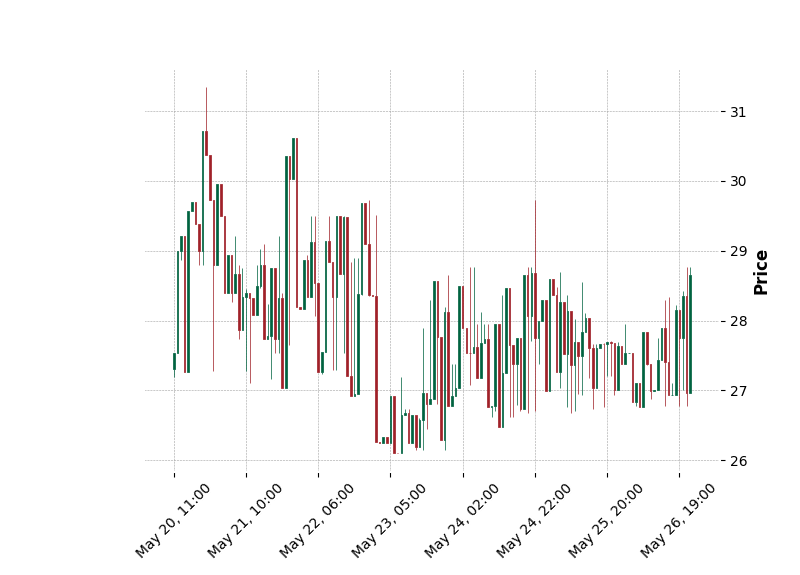 31
30
29
28
27
26
Price
May 20, 11:00
May 21, 10:00
May 22, 06:00
May 23, 05:00
May 24, 02:00
May 24, 22:00
May 25, 20:00
May 26, 19:00